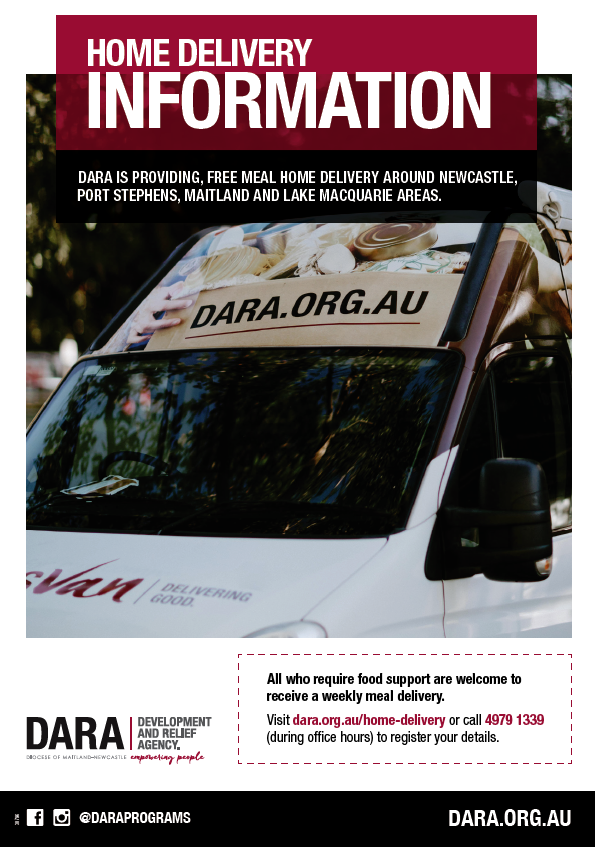 HOME DELIVERY
INFORMATION
DARA IS PROVIDING, FREE MEAL HOME DELIVERY AROUND NEWCASTLE,
PORT STEPHENS, MAITLAND AND LAKE MACQUARIE AREAS.
DARA.ORG.AU
sVan | DELIVERING
GOOD.
All who require food support are welcome to
receive a weekly meal delivery.
Visit dara.org.au/home-delivery or call 4979 1339
(during office hours) to register your details.
DARA | DEVELOPMENT
AND RELIEF
AGENCY.
DIOCESE OF MAITLAND-NEWCASTLE empowering people
@DARAPROGRAMS
DARA.ORG.AU